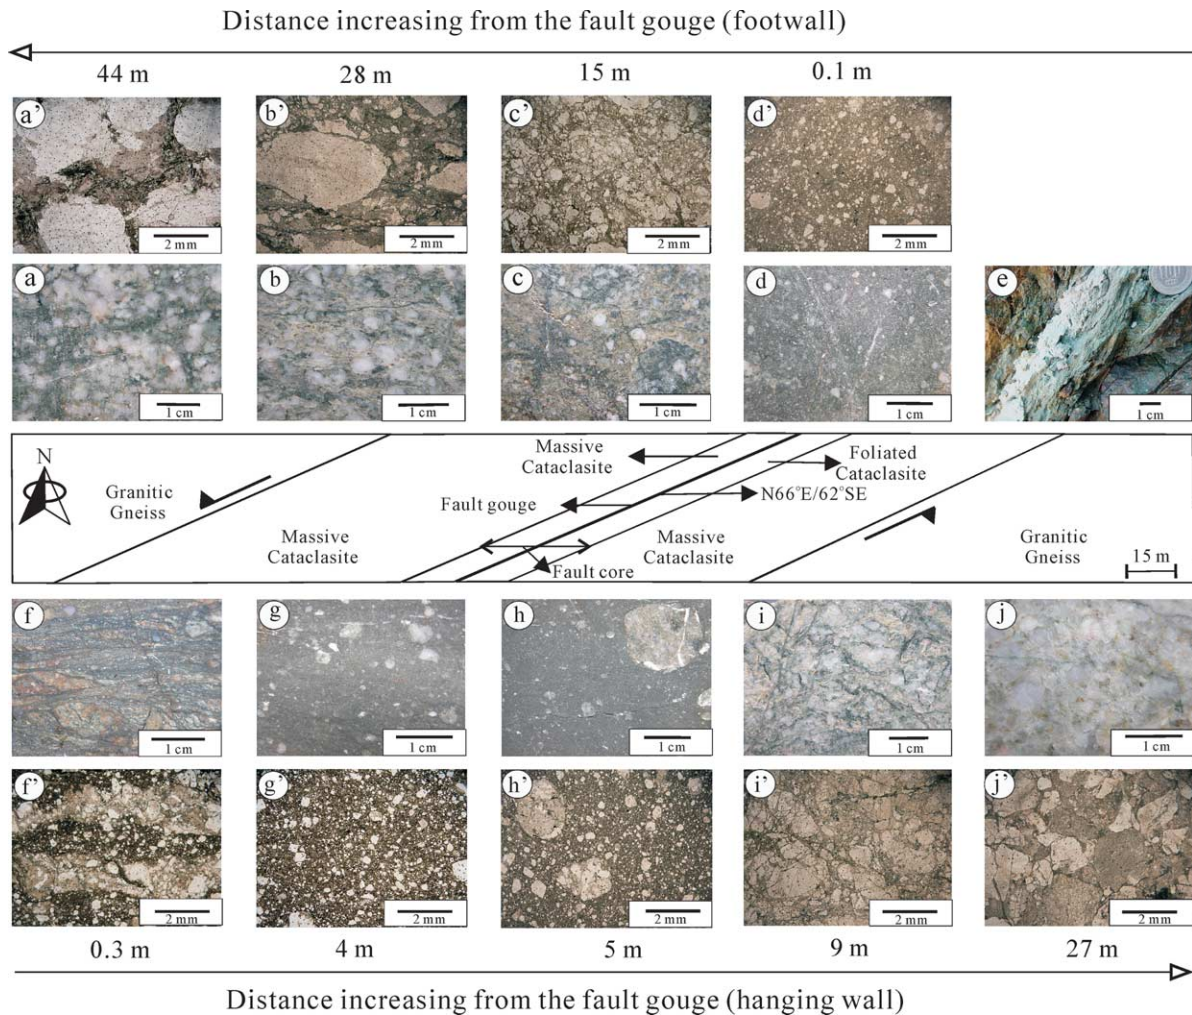 Distance increasing from the fault gouge (footwall)
44 m 28 m 15 m 0.1 m
a' b' c' d'
2 mm 2 mm 2 mm 2 mm
a b c d e
1 cm 1 cm 1 cm 1 cm 1 cm
N
Granitic
Gneiss
Massive
Cataclasite
Massive
Cataclasite
Fault gouge
Foliated
Cataclasite
N66°E/62°SE
Massive
Cataclasite
Fault core
Granitic
Gneiss
15 m
f g h i j
1 cm 1 cm 1 cm 1 cm 1 cm
f' g' h' i' j'
2 mm 2 mm 2 mm 2 mm 2 mm
0.3 m 4 m 5 m 9 m 27 m
Distance increasing from the fault gouge (hanging wall)